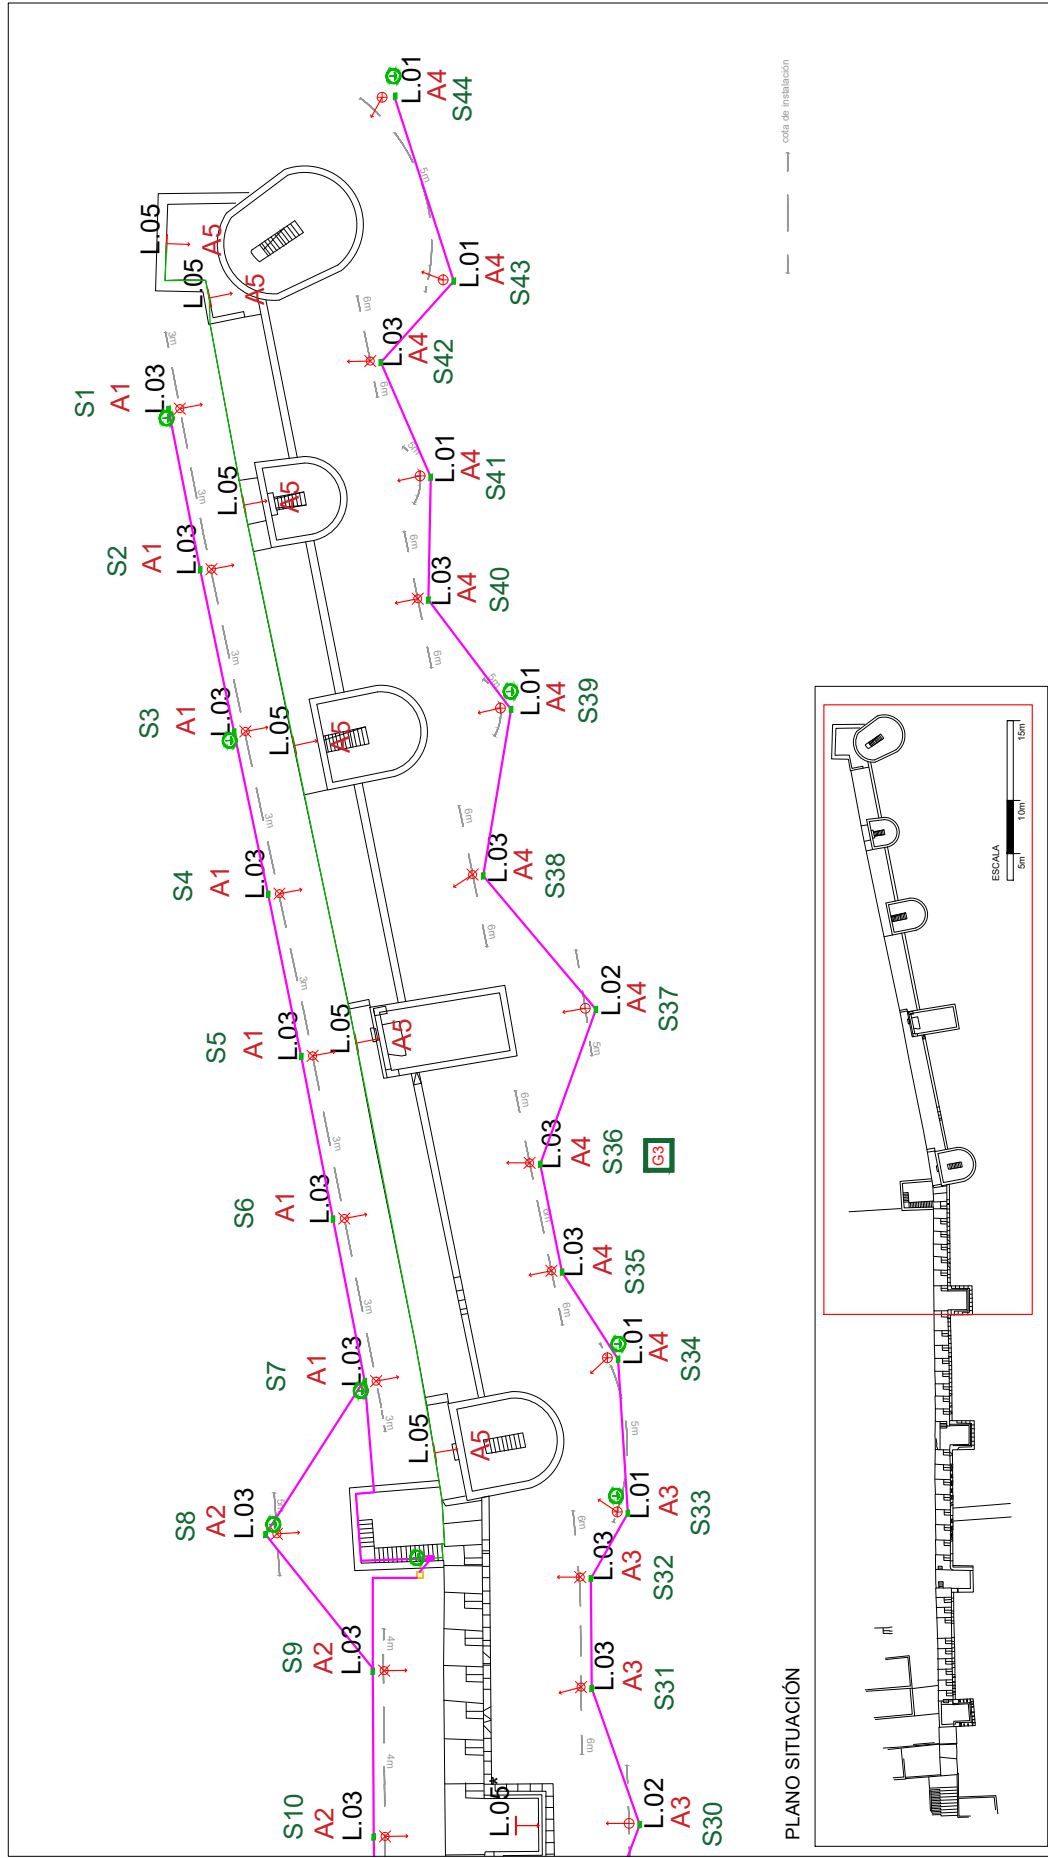 L.01
A4
S44
cota de instalación
5m
L.05
A5
L.05
A5
L.01
A4
S43
6m
3m
L.03
A4
S42
6m
S1
A1
L.03
5m
L.01
A4
S41
3m
L.05
A5
6m
S2
A1
L.03
L.03
A4
S40
3m
6m
5m
L.01
A4
S39
S3
A1
L.03
L.05
A5
3m
6m
S4
A1
L.03
L.03
A4
S38
6m
3m
L.02
A4
S37
5m
S5
A1
L.03
L.05
A5
6m
3m
L.03
A4
S36
G3
S6
A1
L.03
6m
L.03
A4
S35
3m
6m
L.01
A4
S34
S7
A1
L.03
3m
5m
L.05
A5
L.01
A3
S33
S8
A2
L.03
6m
L.03
A3
S32
S9
A2
L.03
4m
L.03
A3
S31
6m
4m
S10
A2
L.03
L.05*
L.02
A3
S30
PLANO SITUACIÓN
ESCALA
5m
10m
15m